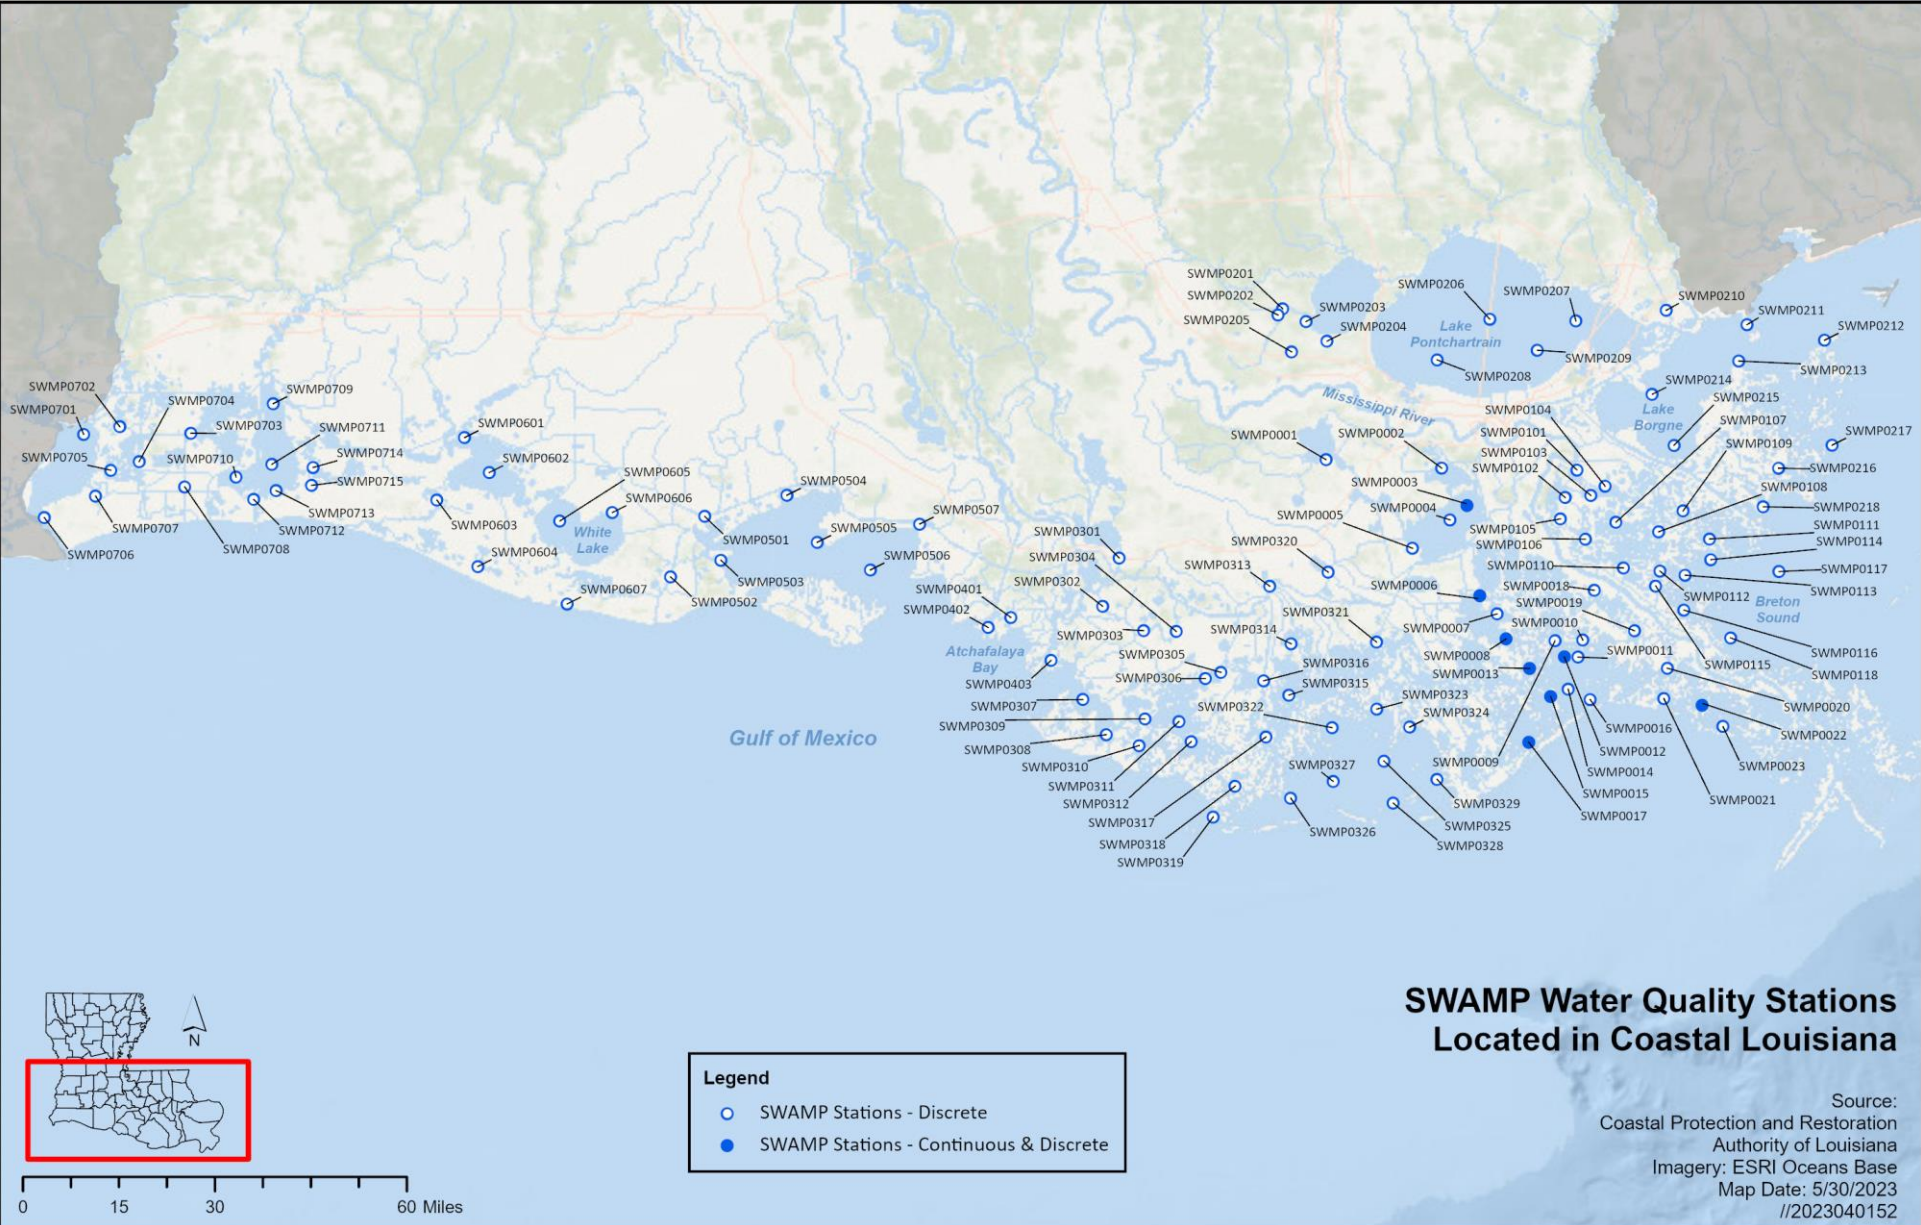 SWMP0201
SWMP0202
SWMP0205
SWMP0203
SWMP0204
SWMP0206
SWMP0207
SWMP0210
SWMP0211
SWMP0212
Lake
Pontchartrain
SWMP0209
SWMP0208
SWMP0213
SWMP0214
SWMP0215
Lake
Borgne
Mississippi River
SWMP0702
SWMP0701
SWMP0704
SWMP0709
SWMP0703
SWMP0711
SWMP0705
SWMP0710
SWMP0714
SWMP0715
SWMP0713
SWMP0707
SWMP0712
SWMP0706
SWMP0708
SWMP0601
SWMP0602
SWMP0605
SWMP0606
SWMP0603
SWMP0604
White
Lake
SWMP0607
SWMP0504
SWMP0501
SWMP0505
SWMP0507
SWMP0506
SWMP0503
SWMP0502
SWMP0001
SWMP0002
SWMP0104
SWMP0101
SWMP0103
SWMP0102
SWMP0107
SWMP0109
SWMP0217
SWMP0216
SWMP0108
SWMP0218
SWMP0111
SWMP0114
SWMP0003
SWMP0004
SWMP0005
SWMP0105
SWMP0106
SWMP0110
SWMP0117
SWMP0113
SWMP0112
SWMP0018
SWMP0019
Breton
Sound
SWMP0301
SWMP0304
SWMP0302
SWMP0320
SWMP0313
SWMP0006
SWMP0321
SWMP0007
SWMP0010
SWMP0401
SWMP0402
SWMP0303
SWMP0314
SWMP0008
SWMP0013
SWMP0011
SWMP0115
SWMP0116
SWMP0118
Atchafalaya
Bay
SWMP0403
SWMP0305
SWMP0306
SWMP0316
SWMP0315
SWMP0307
SWMP0322
SWMP0323
SWMP0324
SWMP0020
SWMP0022
SWMP0016
SWMP0309
SWMP0308
SWMP0310
SWMP0311
SWMP0312
SWMP0317
SWMP0318
SWMP0319
SWMP0327
SWMP0009
SWMP0012
SWMP0014
SWMP0015
SWMP0017
SWMP0023
SWMP0021
SWMP0329
SWMP0325
SWMP0326
SWMP0328
Gulf of Mexico
SWAMP Water Quality Stations
Located in Coastal Louisiana
N
Legend
SWAMP Stations - Discrete
SWAMP Stations - Continuous & Discrete
Source:
Coastal Protection and Restoration
Authority of Louisiana
Imagery: ESRI Oceans Base
Map Date: 5/30/2023
//2023040152
0 15 30 60 Miles